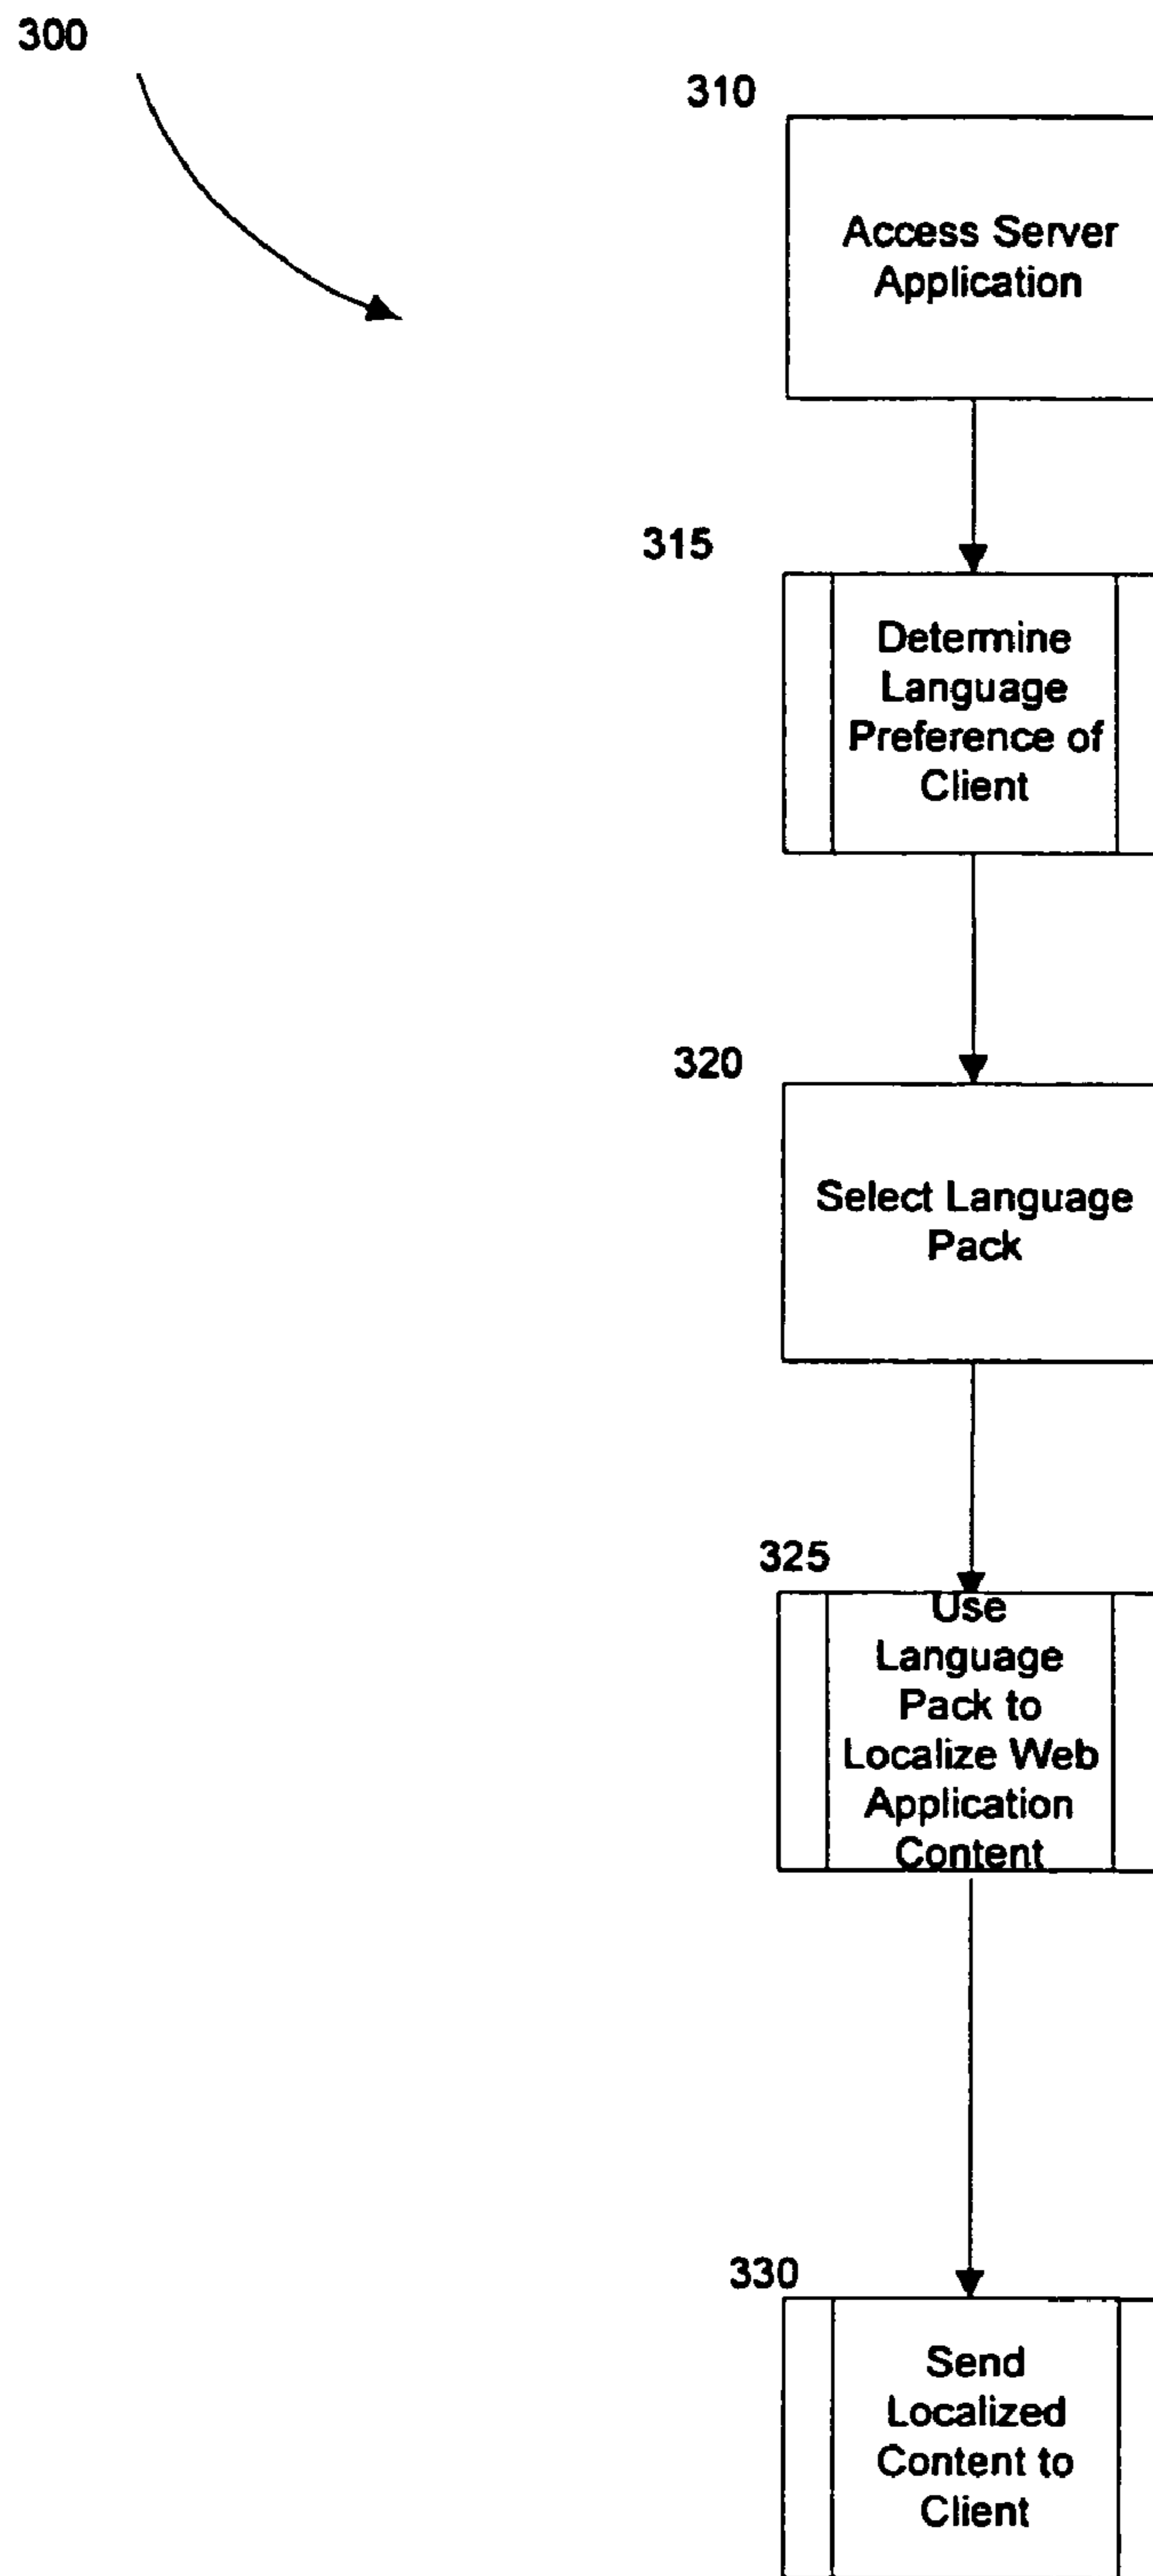 300
310
Access Server
Application
315
Determine
Language
Preference of
Client
320
Select Language
Pack
325
Use
Language
Pack to
Localize Web
Application
Content
330
Send
Localized
Content to
Client